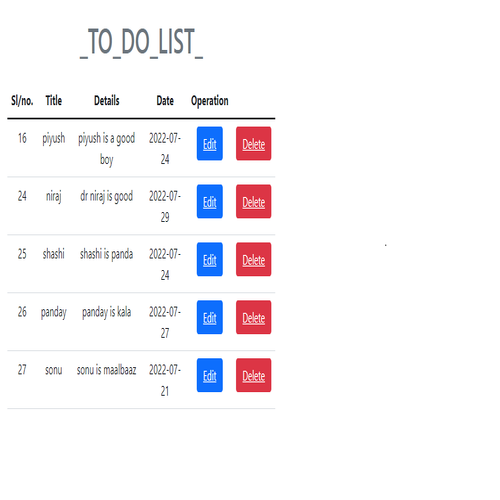 _TO_DO_LIST_
Sl/no. Title Details Date Operation
16 piyush piyush is a good 2022-07- Edit Delete
boy 24
24 niraj dr niraj is good 2022-07- Edit Delete
29
25 shashi shashi is panda 2022-07- Edit Delete
24
26 panday panday is kala 2022-07- Edit Delete
27
27 sonu sonu is maalbaaz 2022-07- Edit Delete
21